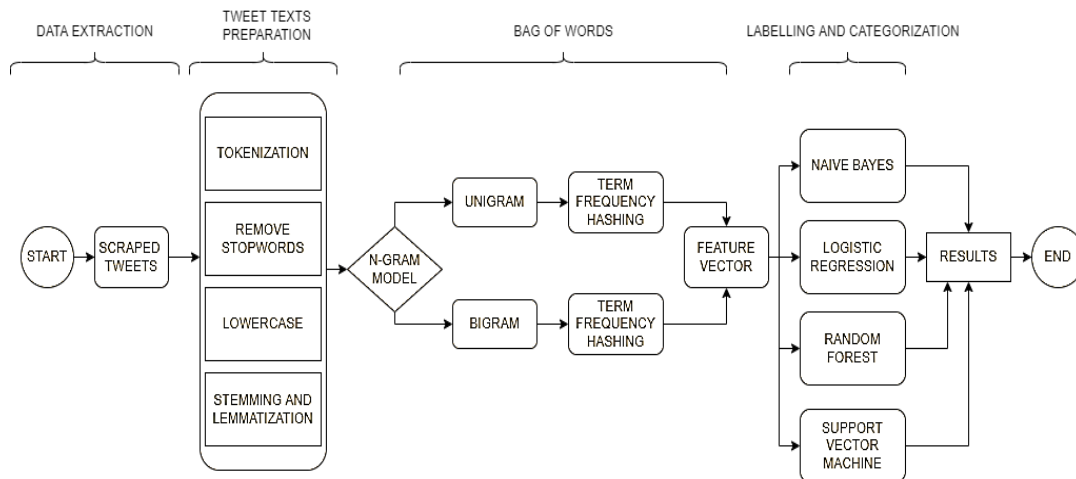 DATA EXTRACTION
TWEET TEXTS
PREPARATION
BAG OF WORDS
LABELLING AND CATEGORIZATION
START
SCRAPED
TWEETS
TOKENIZATION
REMOVE
STOPWORDS
LOWERCASE
STEMMING AND
LEMMATIZATION
N-GRAM
MODEL
UNIGRAM
TERM
FREQUENCY
HASHING
BIGRAM
TERM
FREQUENCY
HASHING
FEATURE
VECTOR
NAIVE BAYES
LOGISTIC
REGRESSION
RANDOM
FOREST
SUPPORT
VECTOR
MACHINE
RESULTS
END